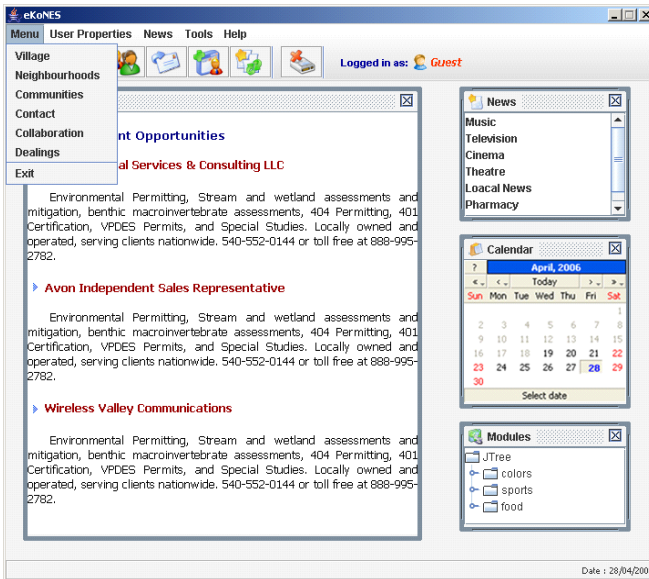 eKoNES
Menu User Properties News Tools Help
Village
Neighbourhoods
Communities
Contact
Collaboration
Dealings
Exit
Logged in as: Guest
nt Opportunities
al Services & Consulting LLC
Environmental Permitting, Stream and wetland assessments and
mitigation, benthic macroinvertebrate assessments, 404 Permitting, 401
Certification, VPDES Permits, and Special Studies. Locally owned and
operated, serving clients nationwide. 540-552-0144 or toll free at 888-995-
2782.
Avon Independent Sales Representative
Environmental Permitting, Stream and wetland assessments and
mitigation, benthic macroinvertebrate assessments, 404 Permitting, 401
Certification, VPDES Permits, and Special Studies. Locally owned and
operated, serving clients nationwide. 540-552-0144 or toll free at 888-995-
2782.
Wireless Valley Communications
Environmental Permitting, Stream and wetland assessments and
mitigation, benthic macroinvertebrate assessments, 404 Permitting, 401
Certification, VPDES Permits, and Special Studies. Locally owned and
operated, serving clients nationwide. 540-552-0144 or toll free at 888-995-
2782.
News
Music
Television
Cinema
Theatre
Loacal News
Pharmacy
Calendar
? April, 2006
« ‹ Today › »
Sun Mon Tue Wed Thu Fri Sat
1
2 3 4 5 6 7 8
9 10 11 12 13 14 15
16 17 18 19 20 21 22
23 24 25 26 27 28 29
30
Select date
Modules
JTree
colors
sports
food
Date : 28/04/200